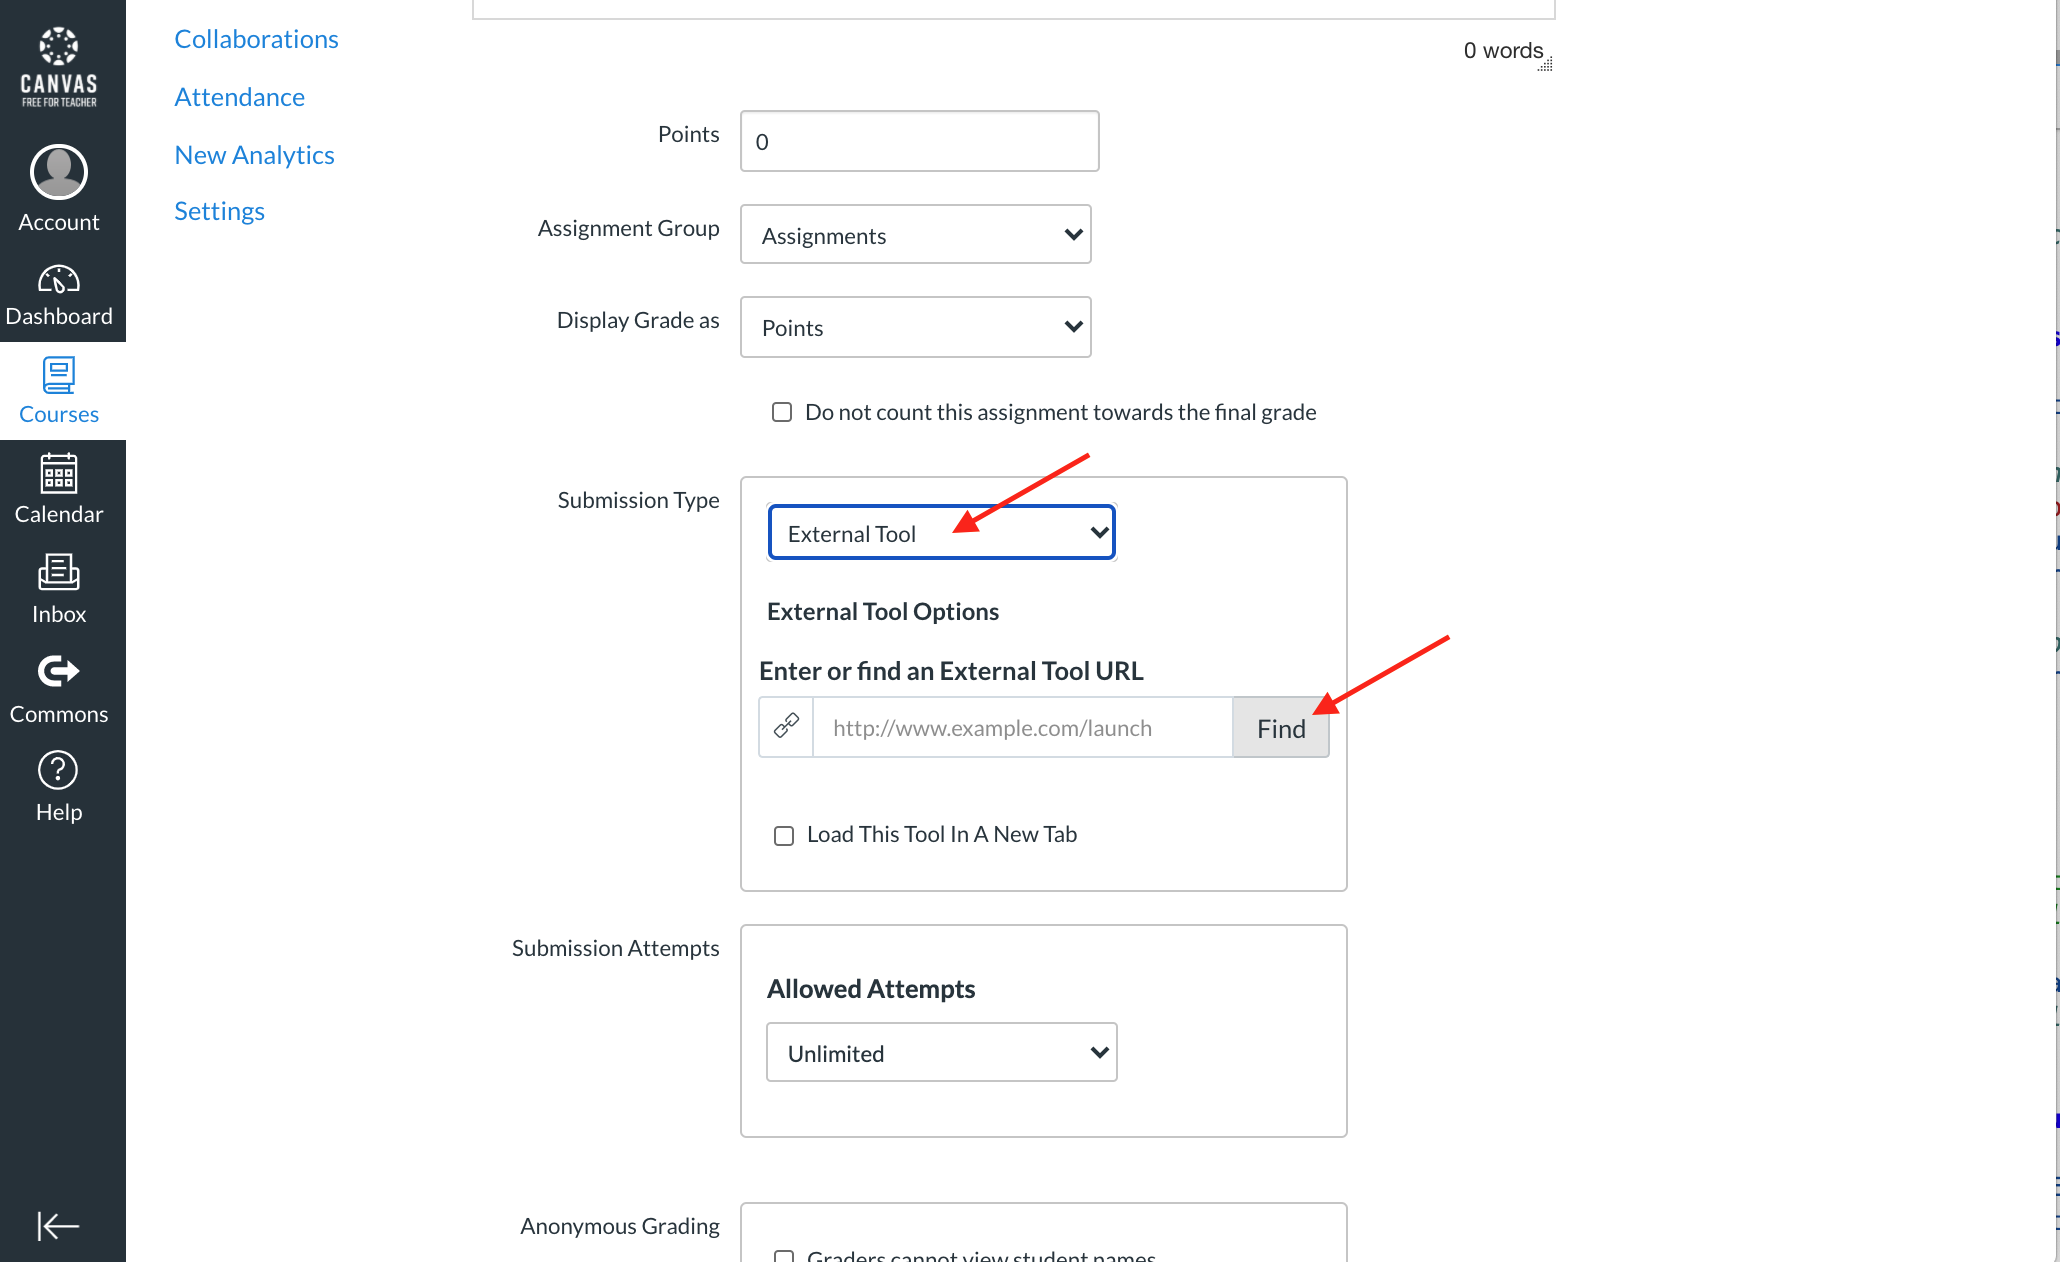 CANVAS
FREE FOR TEACHER
Account
Dashboard
Courses
Calendar
Inbox
Commons
Help
Collaborations
Attendance
New Analytics
Settings
0 words
Points
0
Assignment Group
Assignments
Display Grade as
Points
Do not count this assignment towards the final grade
Submission Type
External Tool
External Tool Options
Enter or find an External Tool URL
http://www.example.com/launch
Find
Load This Tool In A New Tab
Submission Attempts
Allowed Attempts
Unlimited
Anonymous Grading
Graders cannot view student names